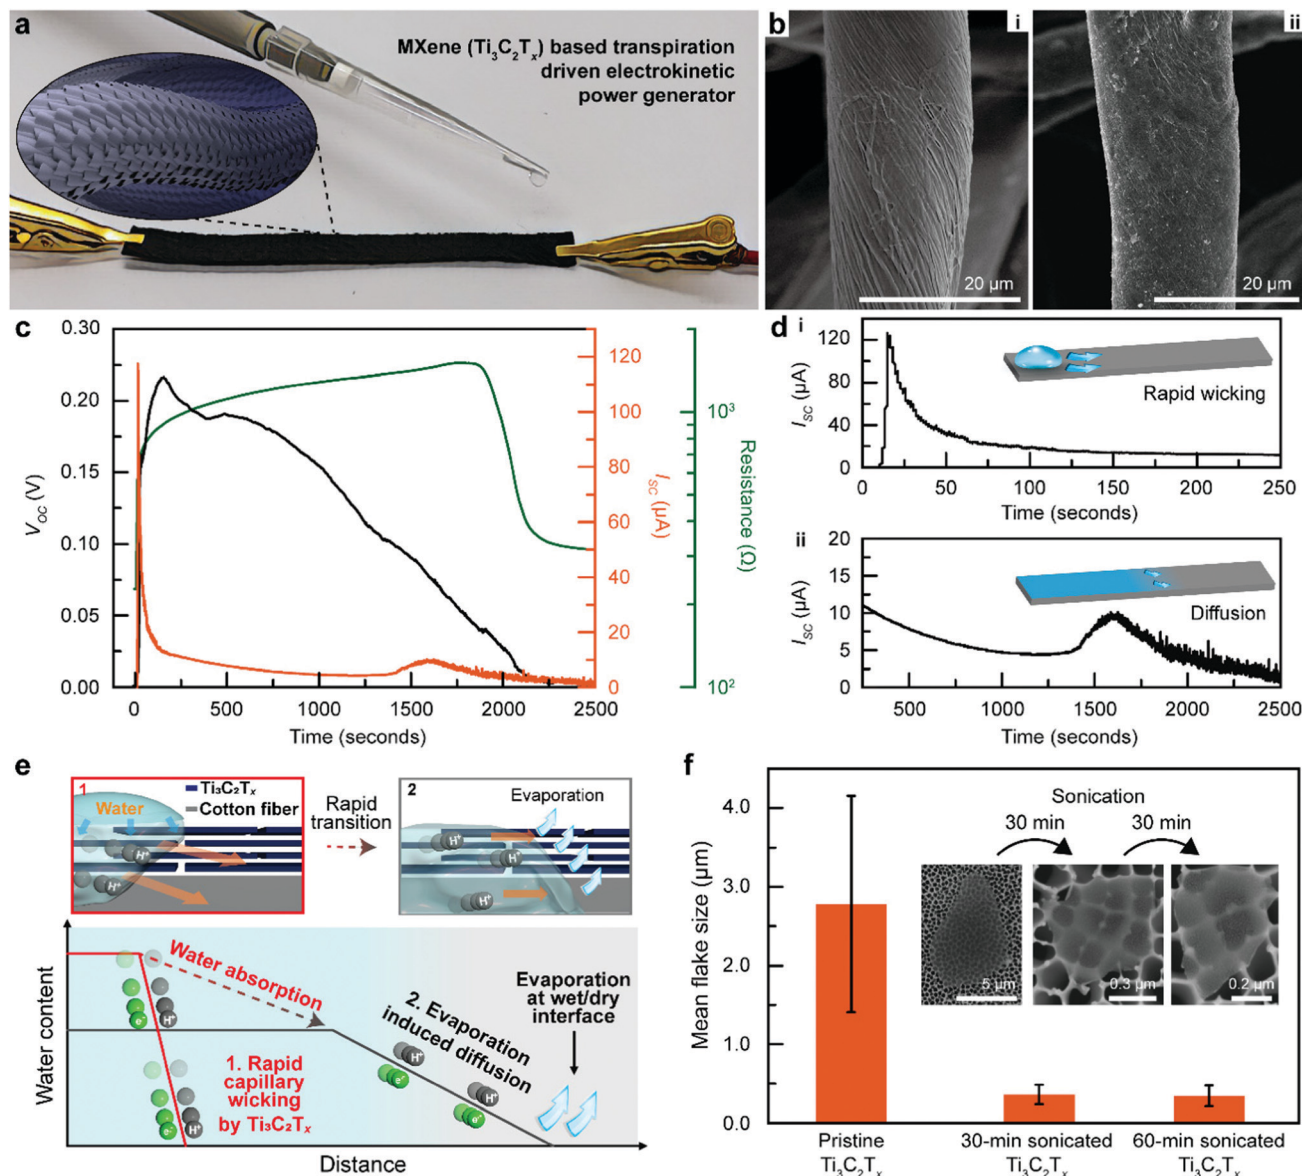 a
MXene (Ti₃C₂Tₓ) based transpiration
driven electrokinetic
power generator
b
i
20 µm
ii
20 µm
c
0.30
0.25
0.20
0.15
0.10
0.05
0.00
V_OC (V)
0
500
1000
1500
2000
2500
Time (seconds)
120
100
80
60
40
20
0
I_SC (µA)
10³
10²
Resistance (Ω)
d
i
120
80
40
0
I_SC (µA)
Rapid wicking
0
50
100
150
200
250
Time (seconds)
ii
20
15
10
5
0
I_SC (µA)
Diffusion
500
1000
1500
2000
2500
Time (seconds)
e
1
Ti₃C₂Tₓ
Cotton fiber
Water
H⁺
H⁺
Rapid
transition
2
Evaporation
H⁺
H⁺
H⁺
Water content
Water absorption
e⁻
H⁺
e⁻
H⁺
1. Rapid
capillary
wicking
by Ti₃C₂Tₓ
2. Evaporation
induced diffusion
H⁺
e⁻
H⁺
e⁻
Evaporation
at wet/dry
interface
Distance
f
4.0
3.0
2.0
1.0
0.0
Mean flake size (µm)
Sonication
30 min
30 min
5 µm
0.3 µm
0.2 µm
Pristine
Ti₃C₂Tₓ
30-min sonicated
Ti₃C₂Tₓ
60-min sonicated
Ti₃C₂Tₓ